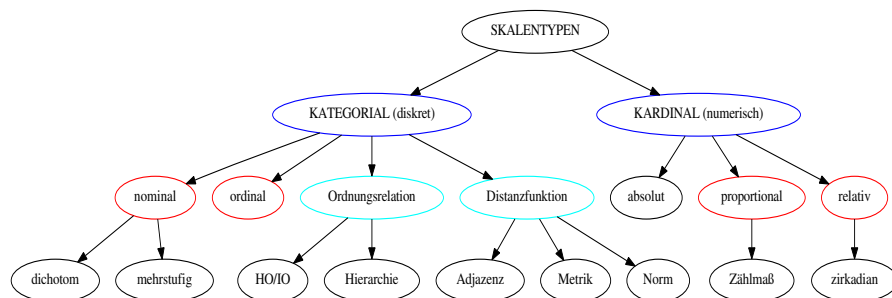 SKALENTYPEN
KATEGORIAL (diskret)
KARDINAL (numerisch)
nominal
ordinal
Ordnungsrelation
Distanzfunktion
absolut
proportional
relativ
dichotom
mehrstufig
HO/IO
Hierarchie
Adjazenz
Metrik
Norm
Zählmaß
zirkadian